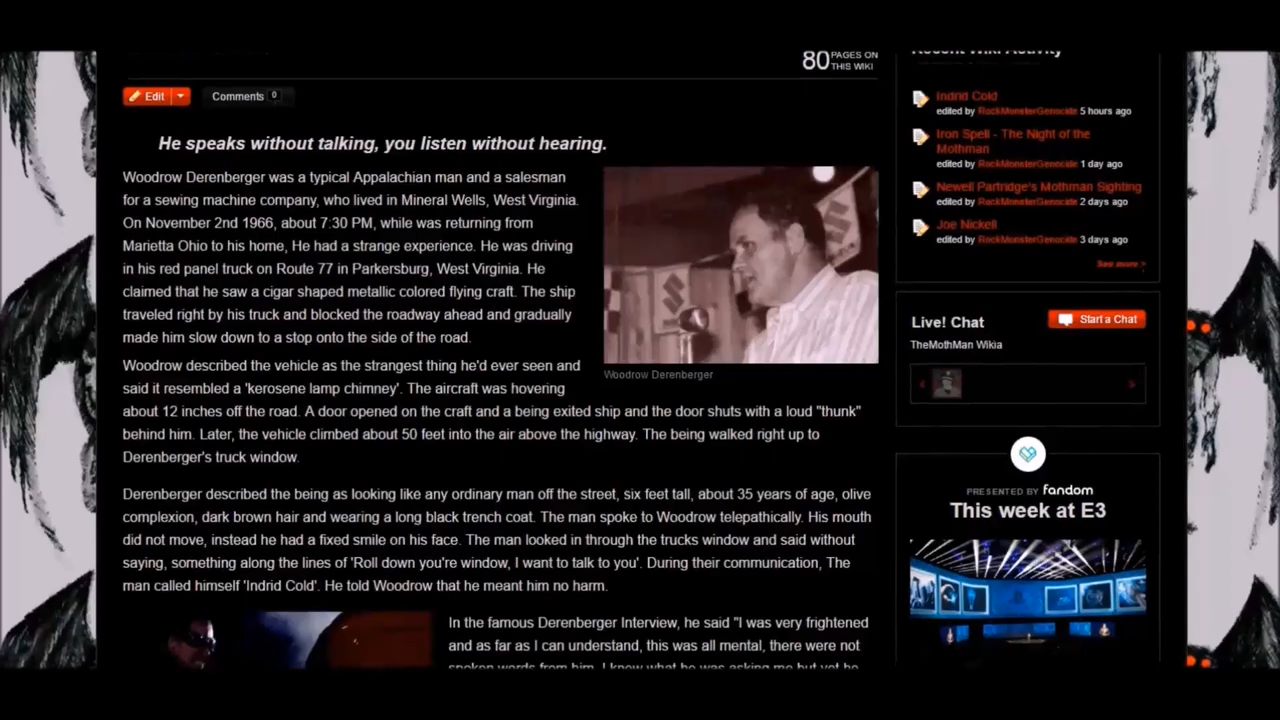 80 PAGES ON
THIS WIKI
Edit
Comments 0
He speaks without talking, you listen without hearing.
Woodrow Derenberger was a typical Appalachian man and a salesman
for a sewing machine company, who lived in Mineral Wells, West Virginia.
On November 2nd 1966, about 7:30 PM, while was returning from
Marietta Ohio to his home, He had a strange experience. He was driving
in his red panel truck on Route 77 in Parkersburg, West Virginia. He
claimed that he saw a cigar shaped metallic colored flying craft. The ship
traveled right by his truck and blocked the roadway ahead and gradually
made him slow down to a stop onto the side of the road.
Woodrow Derenberger
Woodrow described the vehicle as the strangest thing he'd ever seen and
said it resembled a 'kerosene lamp chimney'. The aircraft was hovering
about 12 inches off the road. A door opened on the craft and a being exited ship and the door shuts with a loud "thunk"
behind him. Later, the vehicle climbed about 50 feet into the air above the highway. The being walked right up to
Derenberger's truck window.
Derenberger described the being as looking like any ordinary man off the street, six feet tall, about 35 years of age, olive
complexion, dark brown hair and wearing a long black trench coat. The man spoke to Woodrow telepathically. His mouth
did not move, instead he had a fixed smile on his face. The man looked in through the trucks window and said without
saying, something along the lines of 'Roll down you're window, I want to talk to you'. During their communication, The
man called himself 'Indrid Cold'. He told Woodrow that he meant him no harm.
In the famous Derenberger Interview, he said "I was very frightened
and as far as I can understand, this was all mental, there were not
spoken words from him. I knew what he was asking me but yet he
Recent Wiki Activity
Indrid Cold
edited by RockMonsterGenocide 5 hours ago
Iron Spell - The Night of the
Mothman
edited by RockMonsterGenocide 1 day ago
Newell Partridge's Mothman Sighting
edited by RockMonsterGenocide 2 days ago
Joe Nickell
edited by RockMonsterGenocide 3 days ago
See more >
Live! Chat
Start a Chat
TheMothMan Wikia
PRESENTED BY fandom
This week at E3